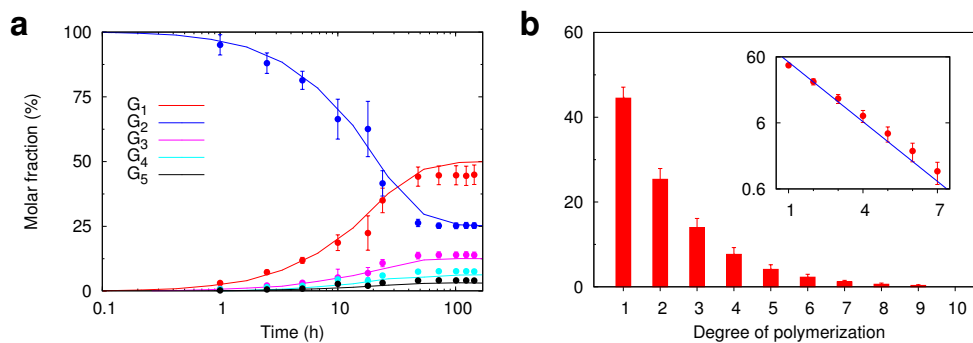 a
Molar fraction (%)
100
75
50
25
0
G1
G2
G3
G4
G5
0.1
1
10
100
Time (h)
b
60
40
20
0
1 2 3 4 5 6 7 8 9 10
Degree of polymerization
60
6
0.6
1
4
7